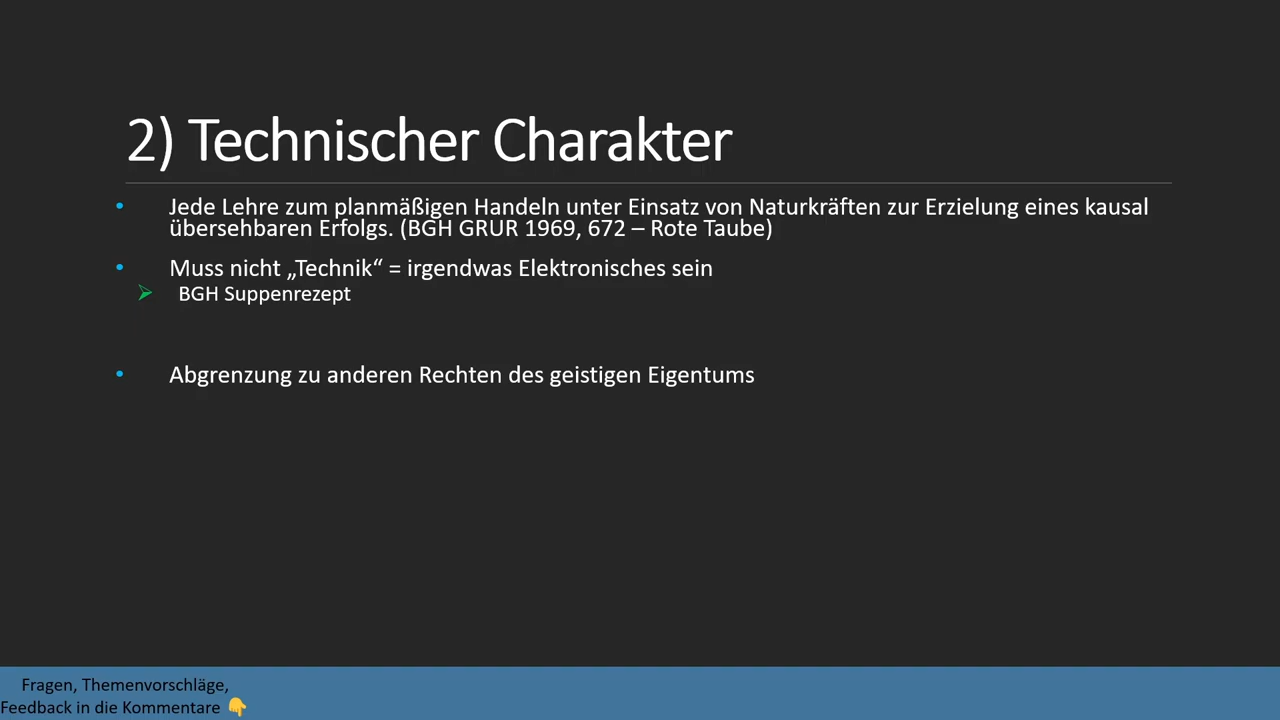 2) Technischer Charakter
• Jede Lehre zum planmäßigen Handeln unter Einsatz von Naturkräften zur Erzielung eines kausal
übersehbaren Erfolgs. (BGH GRUR 1969, 672 – Rote Taube)
• Muss nicht „Technik“ = irgendwas Elektronisches sein
➢ BGH Suppenrezept
• Abgrenzung zu anderen Rechten des geistigen Eigentums
Fragen, Themenvorschläge,
Feedback in die Kommentare 👇